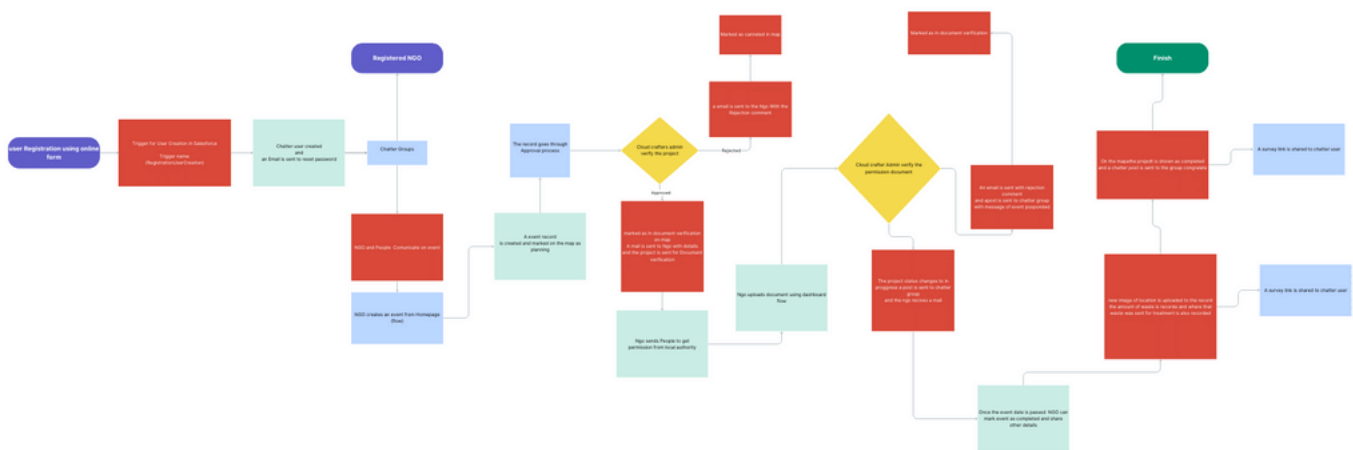 user Registration using online
form
Trigger for User Creation in Salesforce
Trigger name
(RegistrationUserCreation)
Chatter user created
and
an Email is sent to reset password
Registered NGO
Chatter Groups
NGO and People Comunicate on event
NGO creates an event from Homepage
(flow)
A event record
is created and marked on the map as
planning
The record goes through
Approval process
Cloud crafters admin
verify the project
Rejected
a email is sent to the Ngo With the
Rejection comment
Marked as canceled in map
Approved
marked as in document verification
on map
A mail is sent to Ngo with details
and the project is sent for Document
verification
Ngo sends People to get
permission from local authority
Ngo uploads document using dashboard
flow
Cloud crafter Admin verify the
permission document
An email is sent with rejection
comment
and apost is sent to chatter group
with message of event postponded
Marked as in document verification
The project status changes to in
proggress a post is sent to chatter
group
and the ngo recives a mail
Once the event date is passed NGO can
mark event as completed and share
other details
new image of location is uploaded to the record
the amount of waste is records and where that
waste was sent for treatment is also recorded
A survey link is shared to chatter user
On the
project is shown as completed
and a chatter post is sent to the group
A survey link is shared to chatter user
Finish